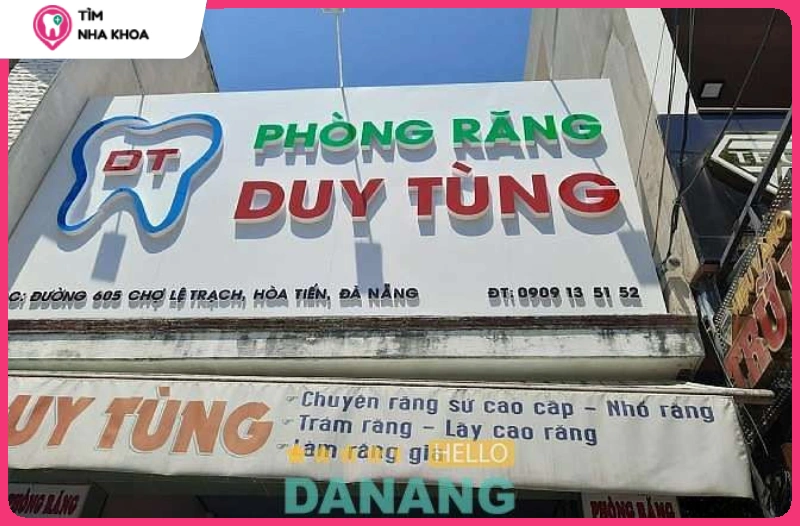 TÌM
NHA KHOA
DT
PHÒNG RĂNG
DUY TÙNG
ĐC: ĐƯỜNG 605 CHỢ LỆ TRẠCH, HÒA TIẾN, ĐÀ NẴNG
ĐT: 0909 13 51 52
UY TÙNG
Chuyên răng sứ cao cấp - Nhổ răng
Trám răng - Lấy cao răng
Làm răng giả
HELLO
DANANG
PHÒNG RĂNG
PHÒNG RĂNG